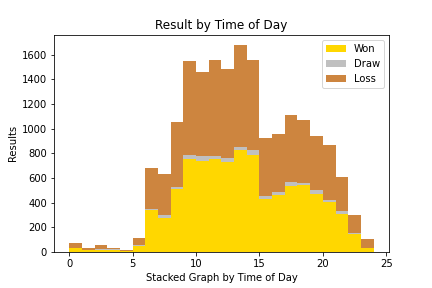 Result by Time of Day
Won
Draw
Loss
Results
1600
1400
1200
1000
800
600
400
200
0
0 5 10 15 20 25
Stacked Graph by Time of Day